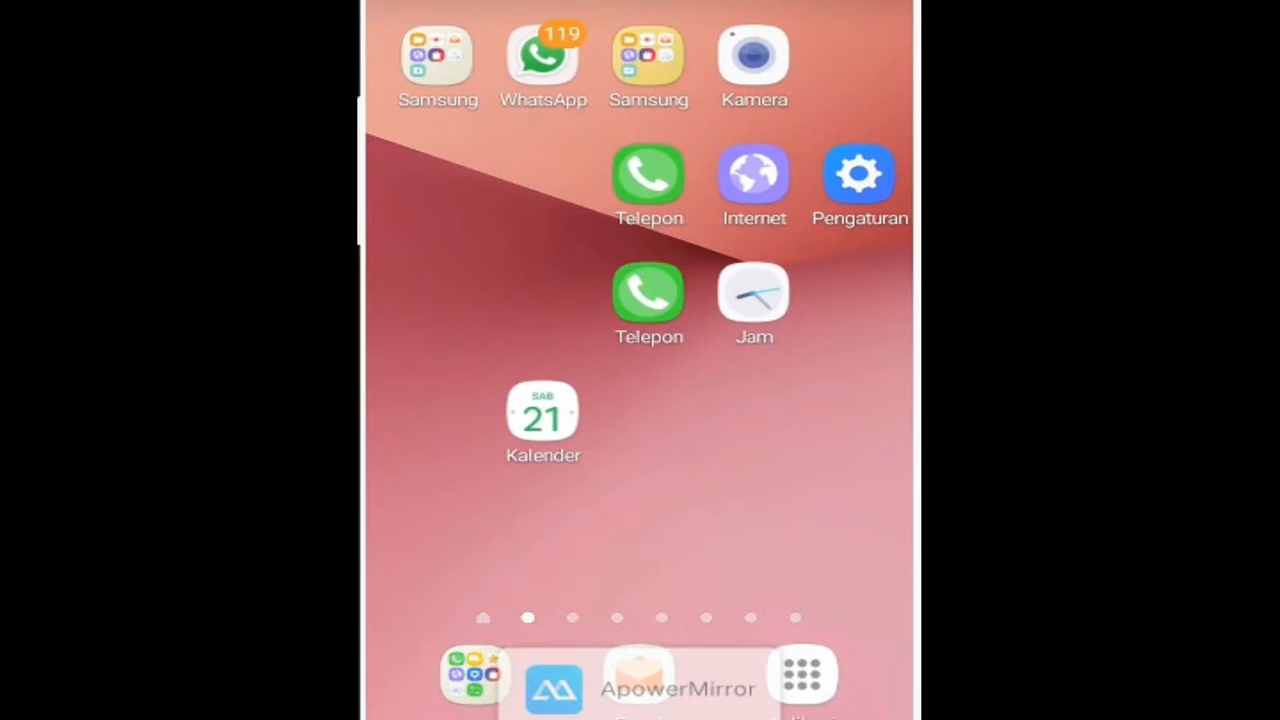 119
Samsung WhatsApp Samsung Kamera
Telepon Internet Pengaturan
Telepon Jam
SAB
21
Kalender
ApowerMirror